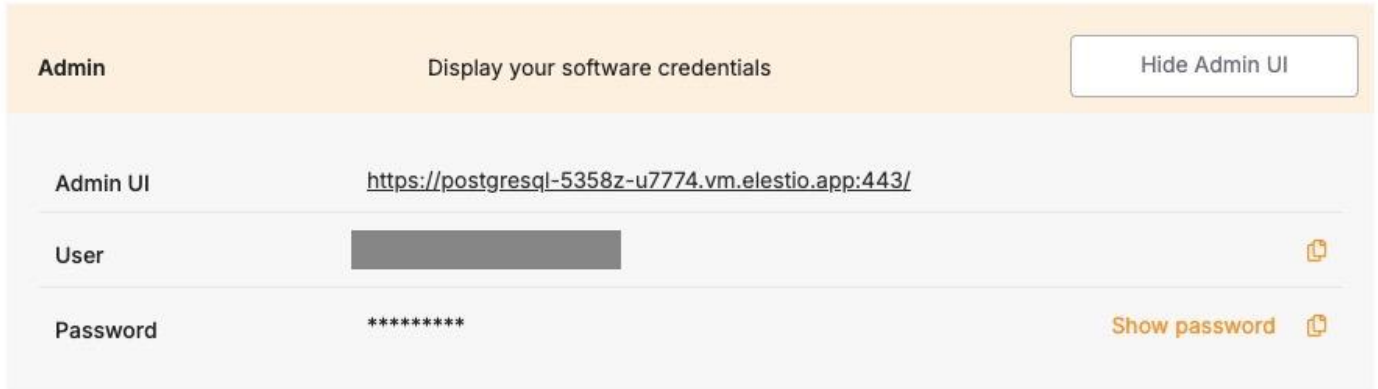 Admin Display your software credentials Hide Admin UI
Admin UI https://postgresql-5358z-u7774.vm.elestio.app:443/
User
Password ********* Show password